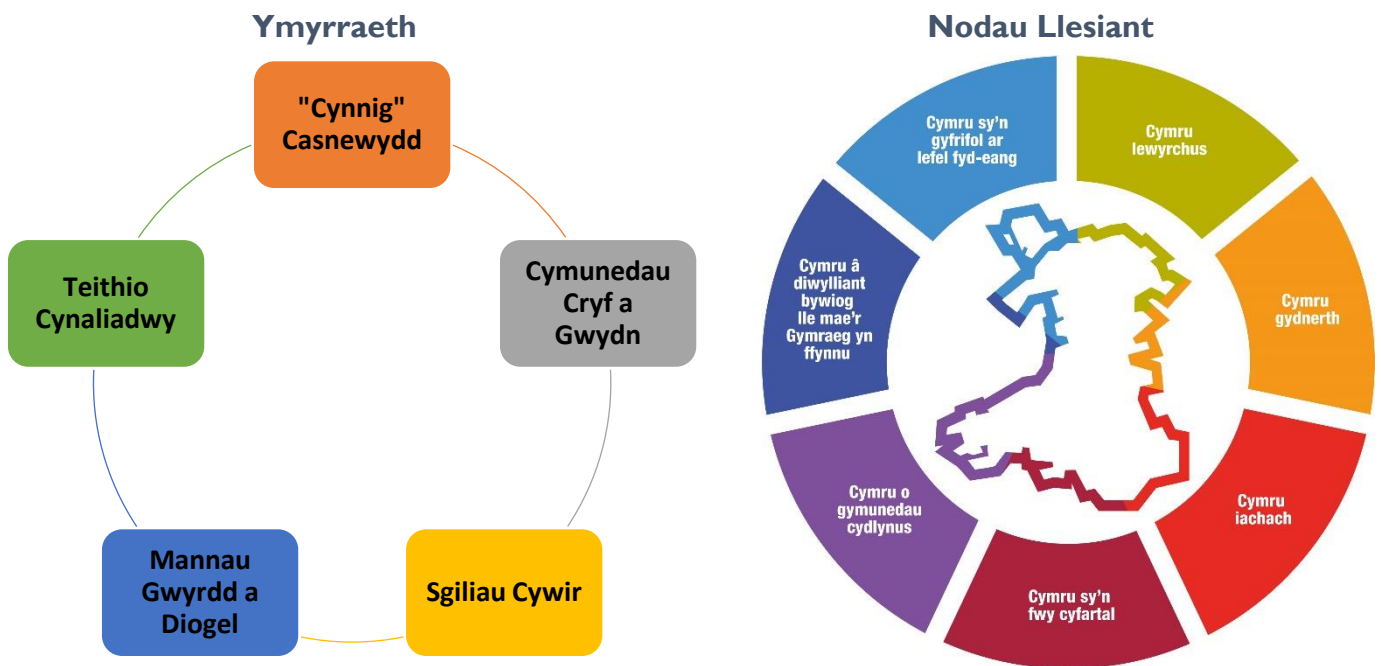 Ymyrraeth
"Cynnig"
Casnewydd
Cymunedau
Cryf a
Gwydn
Sgiliau Cywir
Mannau
Gwyrdd a
Diogel
Teithio
Cynaliadwy
Nodau Llesiant
Cymru
lewyrchus
Cymru
gydnerth
Cymru
iachach
Cymru sy'n
fwy cyfartal
Cymru o
gymunedau
cydlynus
Cymru â
diwylliant
bywiog
lle mae'r
Gymraeg yn
ffynnu
Cymru sy'n
gyfrifol ar
lefel fyd-eang